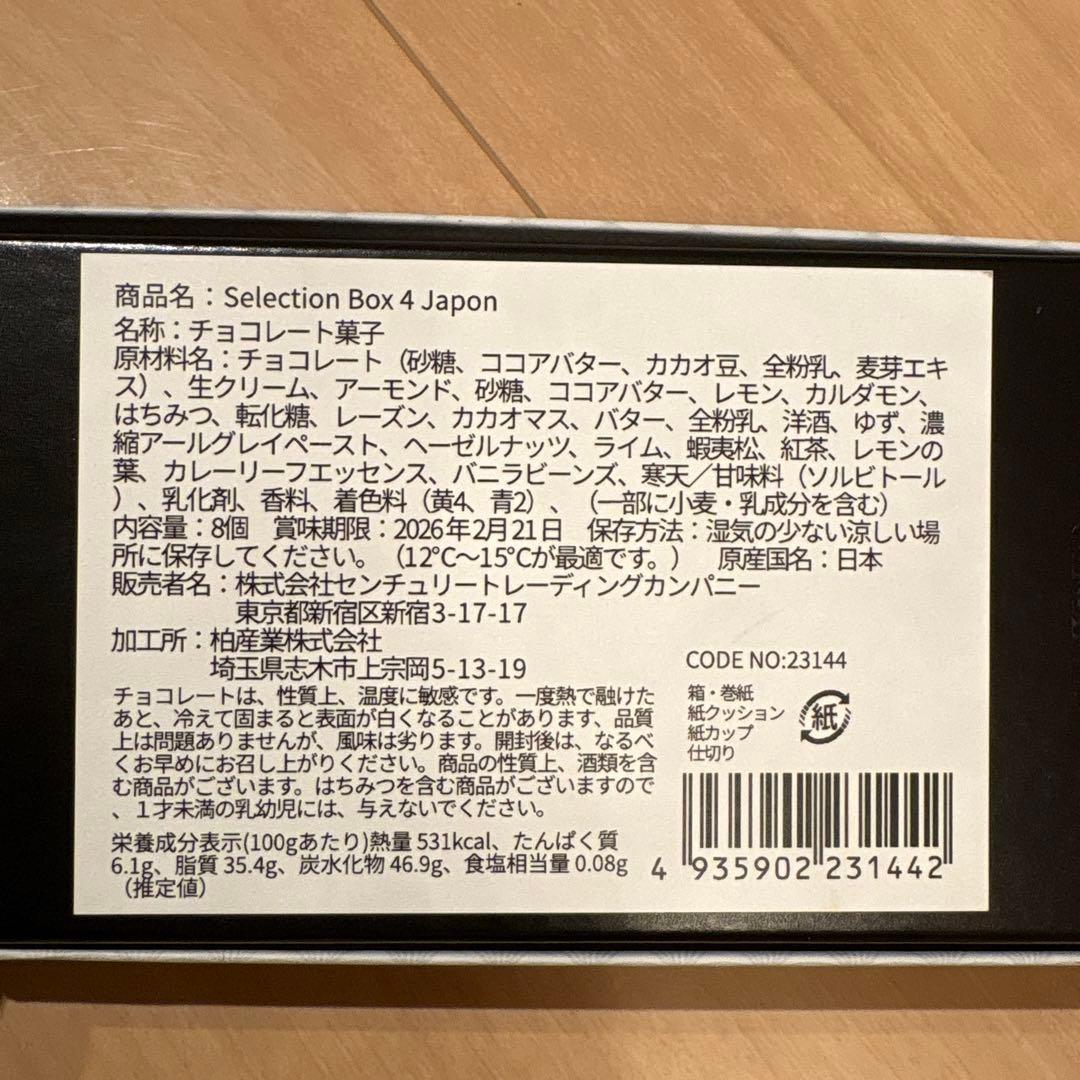 商品名：Selection Box 4 Japon
名称：チョコレート菓子
原材料名：チョコレート（砂糖、ココアバター、カカオ豆、全粉乳、麦芽エキ
ス）、生クリーム、アーモンド、砂糖、ココアバター、レモン、カルダモン、
はちみつ、転化糖、レーズン、カカオマス、バター、全粉乳、洋酒、ゆず、濃
縮アールグレイペースト、ヘーゼルナッツ、ライム、蝦夷松、紅茶、レモンの
葉、カレーリーフエッセンス、バニラビーンズ、寒天／甘味料（ソルビトール
）、乳化剤、香料、着色料（黄4、青2）、（一部に小麦・乳成分を含む）
内容量：8個　賞味期限：2026年2月21日　保存方法：湿気の少ない涼しい場
所に保存してください。（12℃～15℃が最適です。）　原産国名：日本
販売者名：株式会社センチュリートレーディングカンパニー
東京都新宿区新宿3-17-17
加工所：柏産業株式会社
埼玉県志木市上宗岡5-13-19
CODE NO:23144
チョコレートは、性質上、温度に敏感です。一度熱で融けた
あと、冷えて固まると表面が白くなることがあります、品質
上は問題ありませんが、風味は劣ります。開封後は、なるべ
くお早めにお召し上がりください。商品の性質上、酒類を含
む商品がございます。はちみつを含む商品がございますので
、１才未満の乳幼児には、与えないでください。
箱・巻紙
紙クッション
紙カップ
仕切り
紙
栄養成分表示(100gあたり)熱量 531kcal、たんぱく質
6.1g、脂質 35.4g、炭水化物 46.9g、食塩相当量 0.08g
（推定値）
4 935902 231442